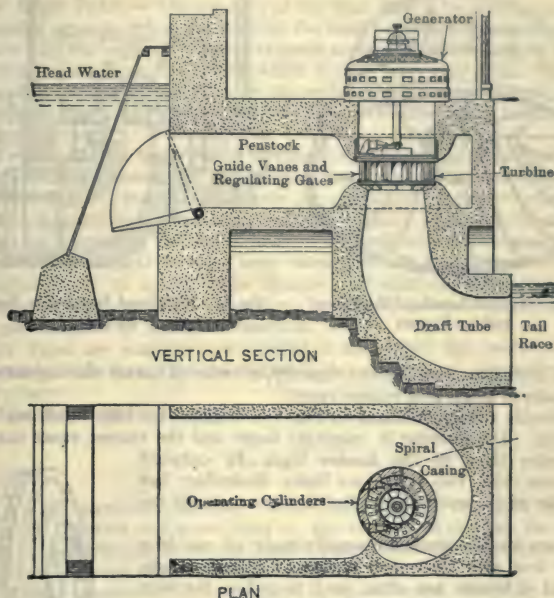 Generator
Head Water
Penstock
Guide Vanes and
Regulating Gates
Turbine
Draft Tube
Tail
Race
VERTICAL SECTION
Spiral
Casing
Operating Cylinders
PLAN